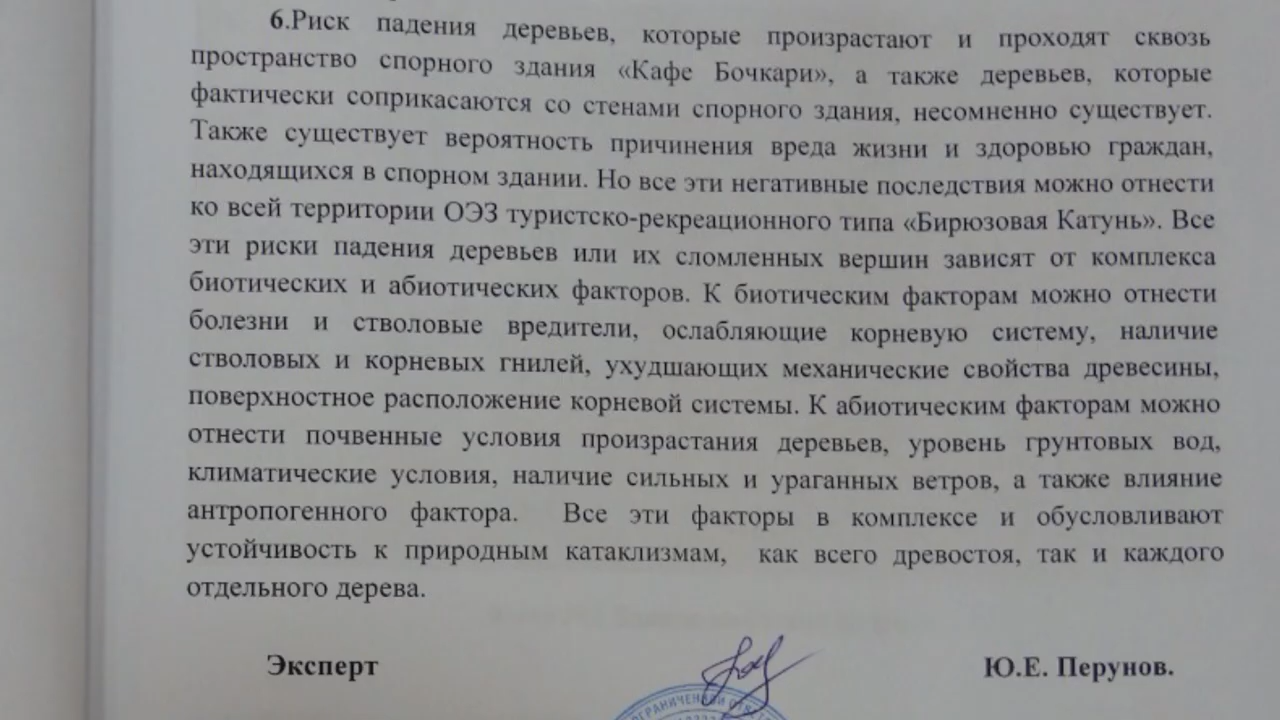 6.Риск падения деревьев, которые произрастают и проходят сквозь
пространство спорного здания «Кафе Бочкари», а также деревьев, которые
фактически соприкасаются со стенами спорного здания, несомненно существует.
Также существует вероятность причинения вреда жизни и здоровью граждан,
находящихся в спорном здании. Но все эти негативные последствия можно отнести
ко всей территории ОЭЗ туристско-рекреационного типа «Бирюзовая Катунь». Все
эти риски падения деревьев или их сломленных вершин зависят от комплекса
биотических и абиотических факторов. К биотическим факторам можно отнести
болезни и стволовые вредители, ослабляющие корневую систему, наличие
стволовых и корневых гнилей, ухудшающих механические свойства древесины,
поверхностное расположение корневой системы. К абиотическим факторам можно
отнести почвенные условия произрастания деревьев, уровень грунтовых вод,
климатические условия, наличие сильных и ураганных ветров, а также влияние
антропогенного фактора. Все эти факторы в комплексе и обусловливают
устойчивость к природным катаклизмам, как всего древостоя, так и каждого
отдельного дерева.
Эксперт Ю.Е. Перунов.